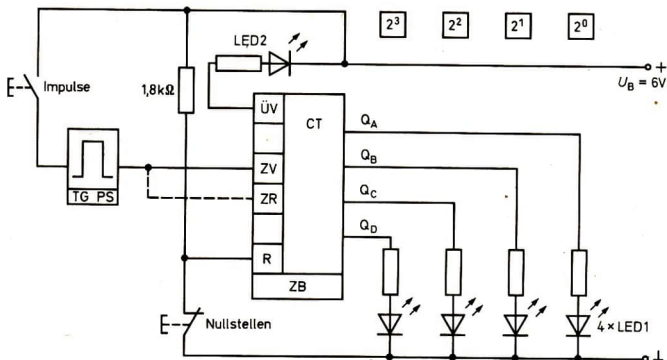 2³ 2² 2¹ 2⁰
LED2
+
U_B = 6V
Impulse
1,8kΩ
ÜV
CT
Q_A
ZV
Q_B
TG PS
ZR
Q_C
Q_D
R
ZB
Nullstellen
4×LED1
+